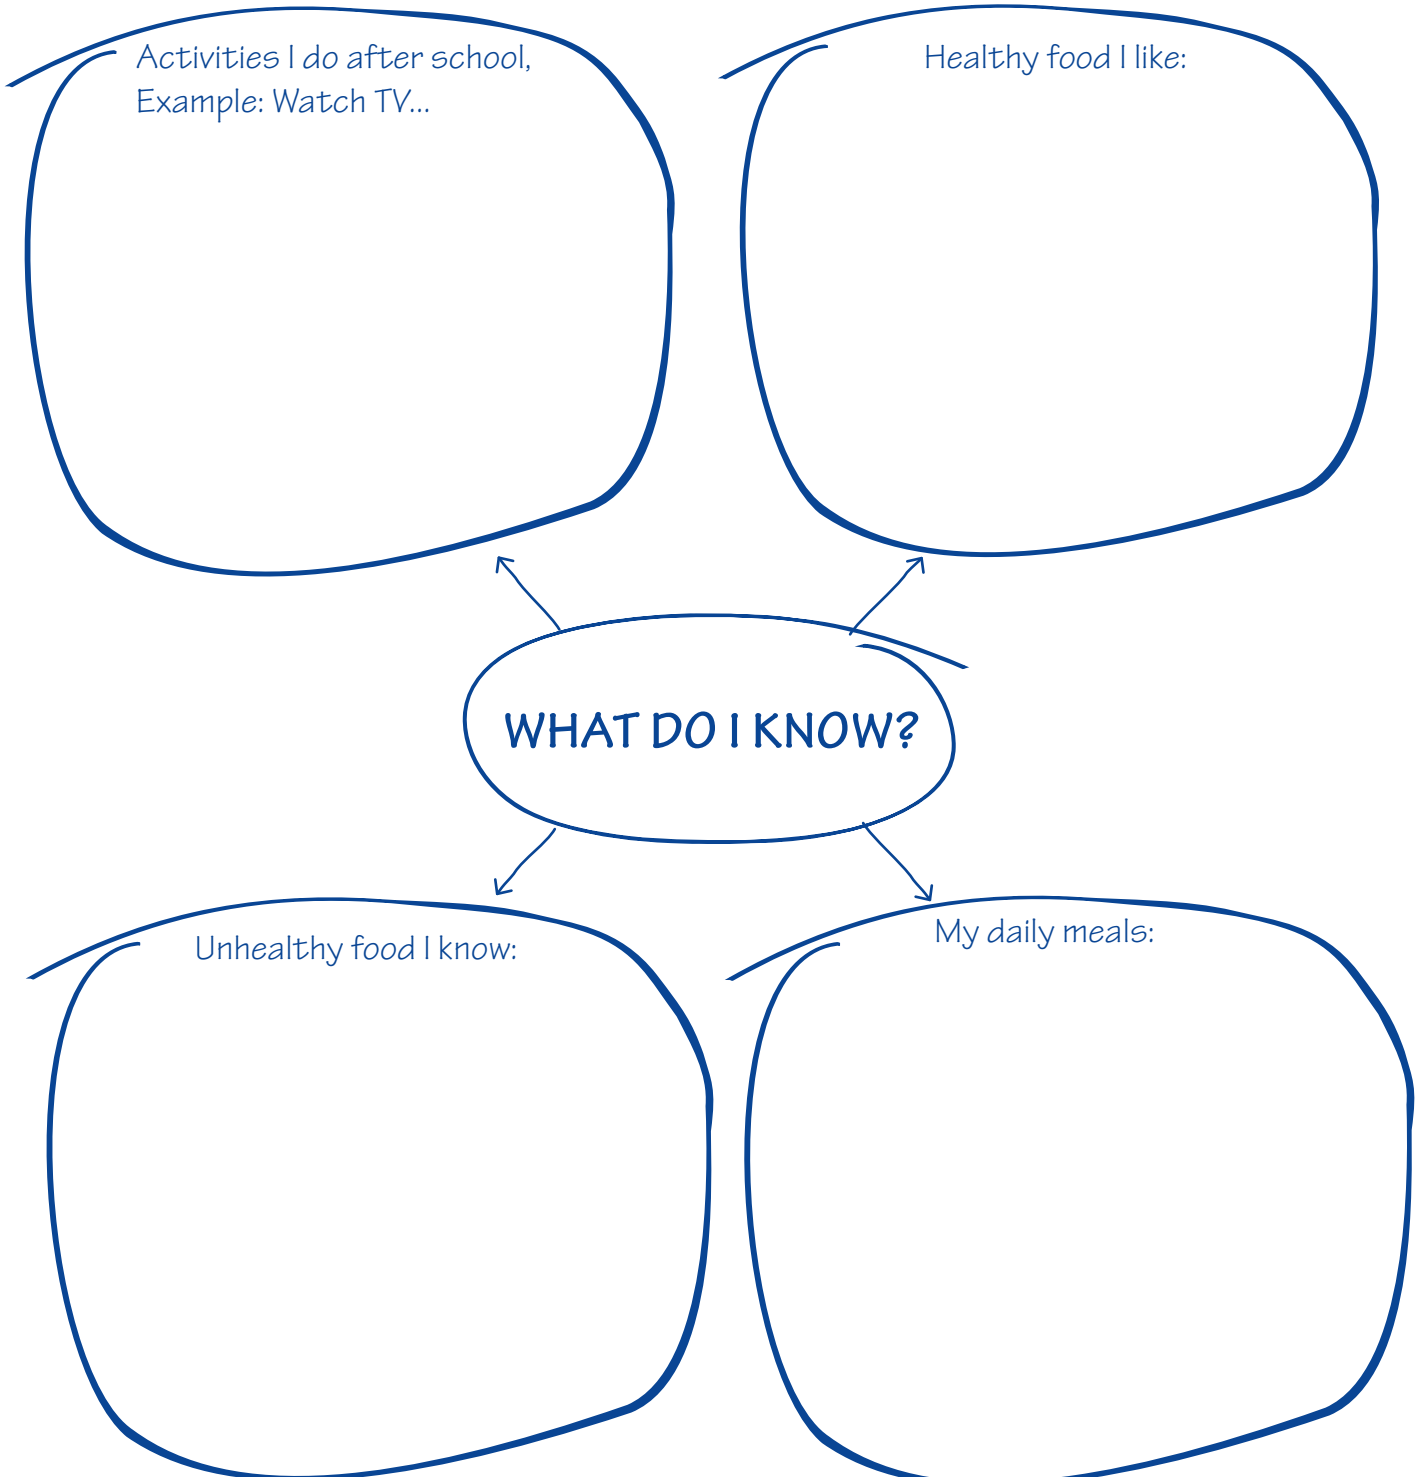 Activities I do after school,
Example: Watch TV...
Healthy food I like:
WHAT DO I KNOW?
Unhealthy food I know:
My daily meals: